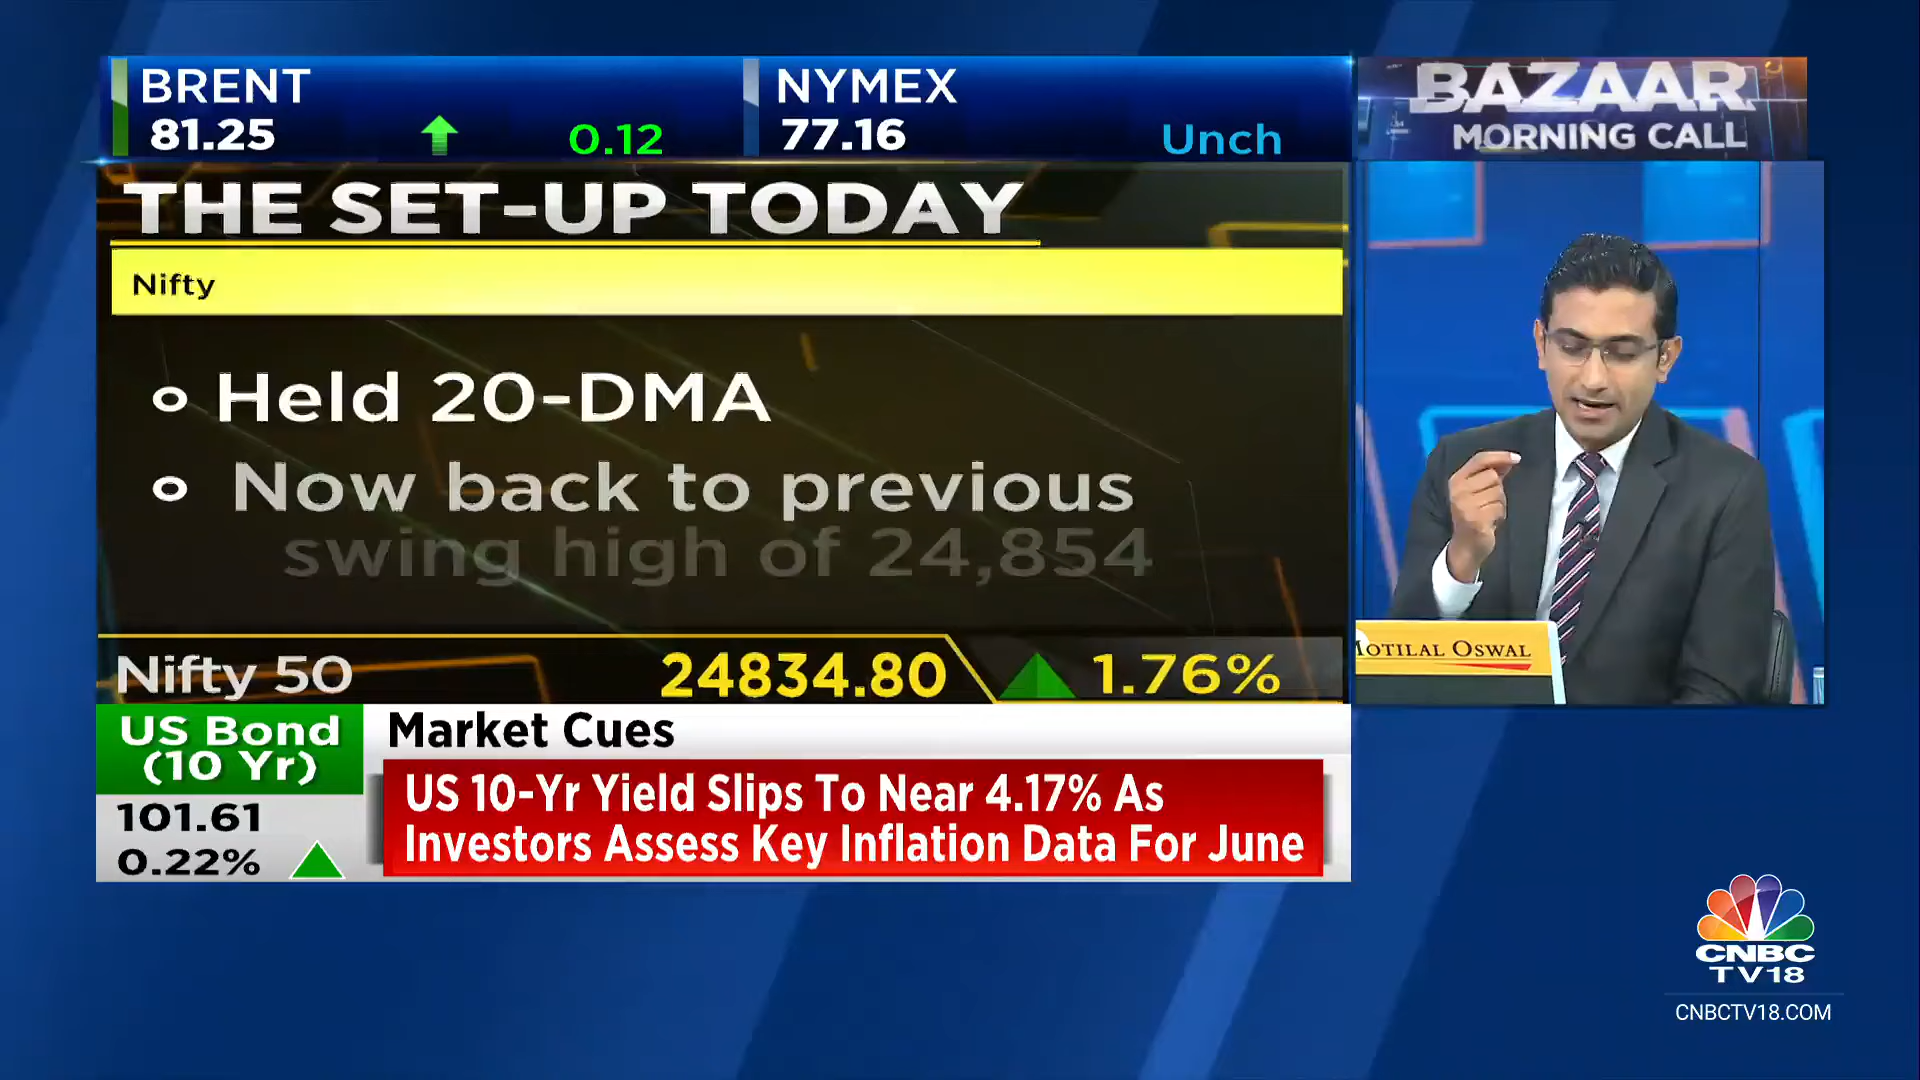 BRENT
81.25
0.12
NYMEX
77.16
Unch
BAZAAR
MORNING CALL
THE SET-UP TODAY
Nifty
Held 20-DMA
Now back to previous
swing high of 24,854
Nifty 50
24834.80
1.76%
MOTILAL OSWAL
US Bond
(10 Yr)
101.61
0.22%
Market Cues
US 10-Yr Yield Slips To Near 4.17% As
Investors Assess Key Inflation Data For June
CNBC
TV18
CNBCTV18.COM